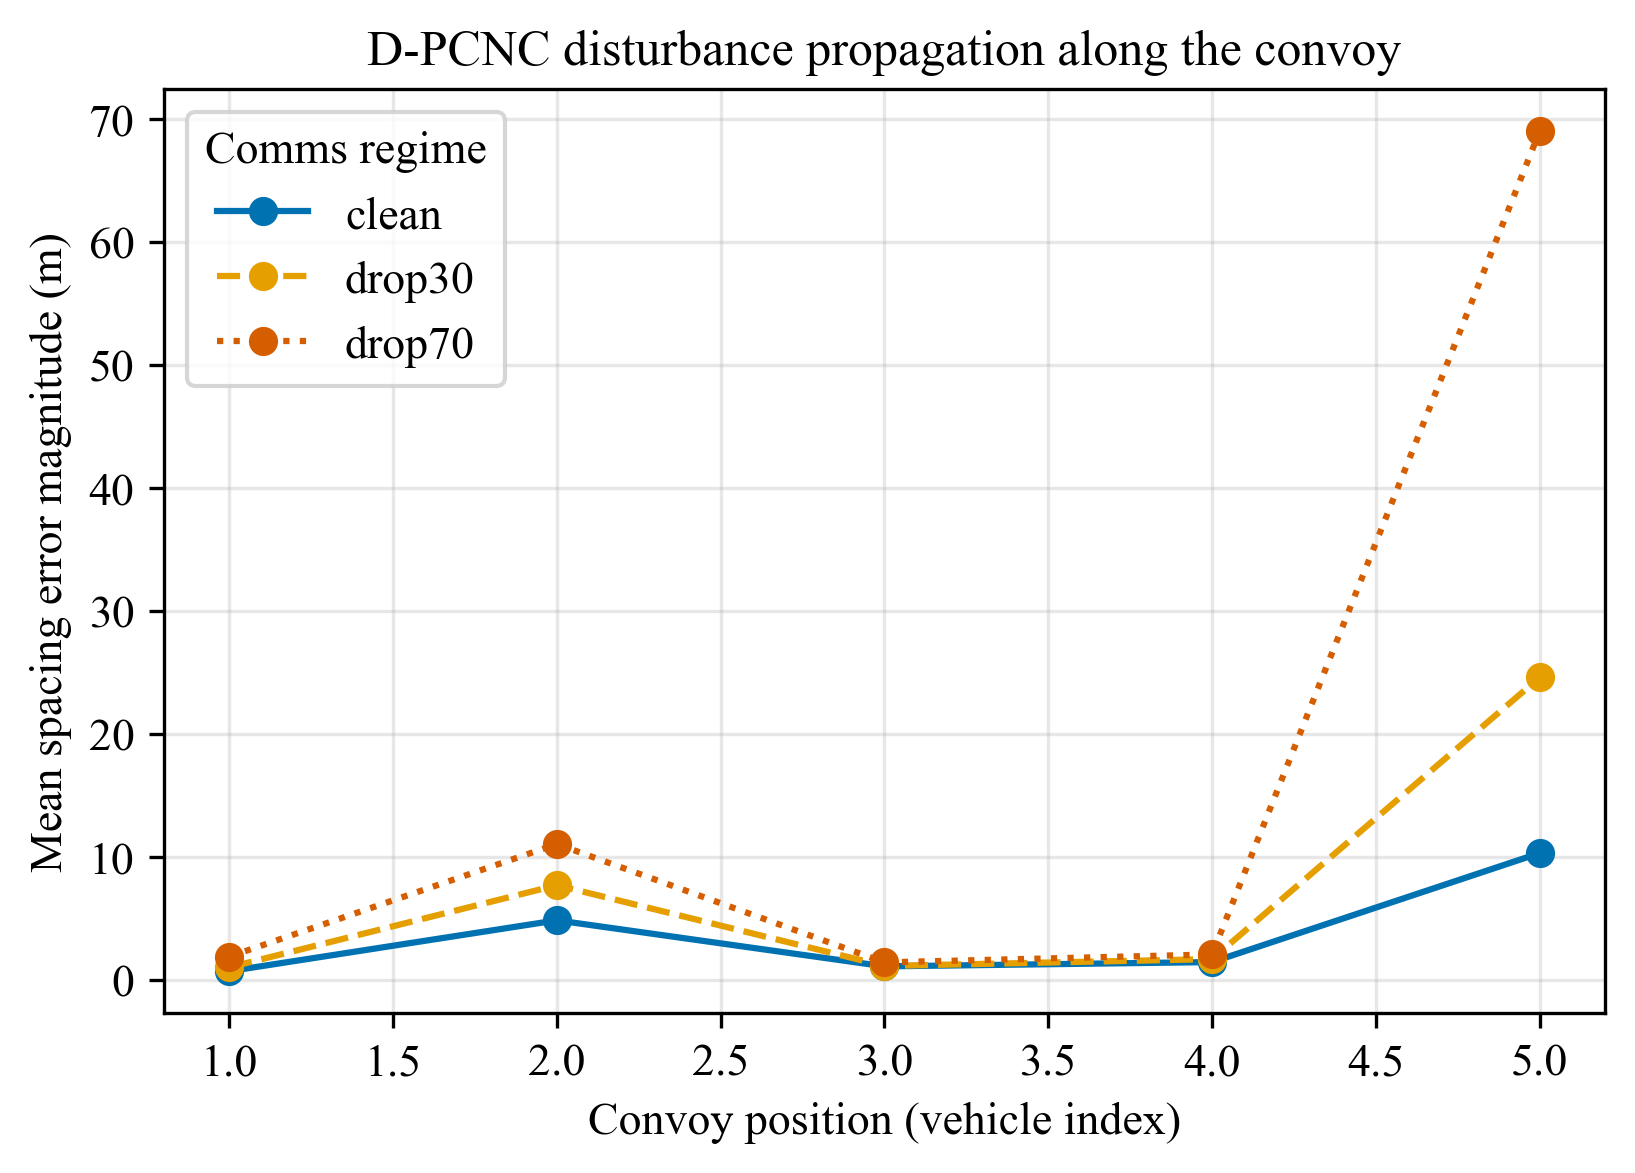 D-PCNC disturbance propagation along the convoy
Comms regime
clean
drop30
drop70
Mean spacing error magnitude (m)
70
60
50
40
30
20
10
0
1.0 1.5 2.0 2.5 3.0 3.5 4.0 4.5 5.0
Convoy position (vehicle index)